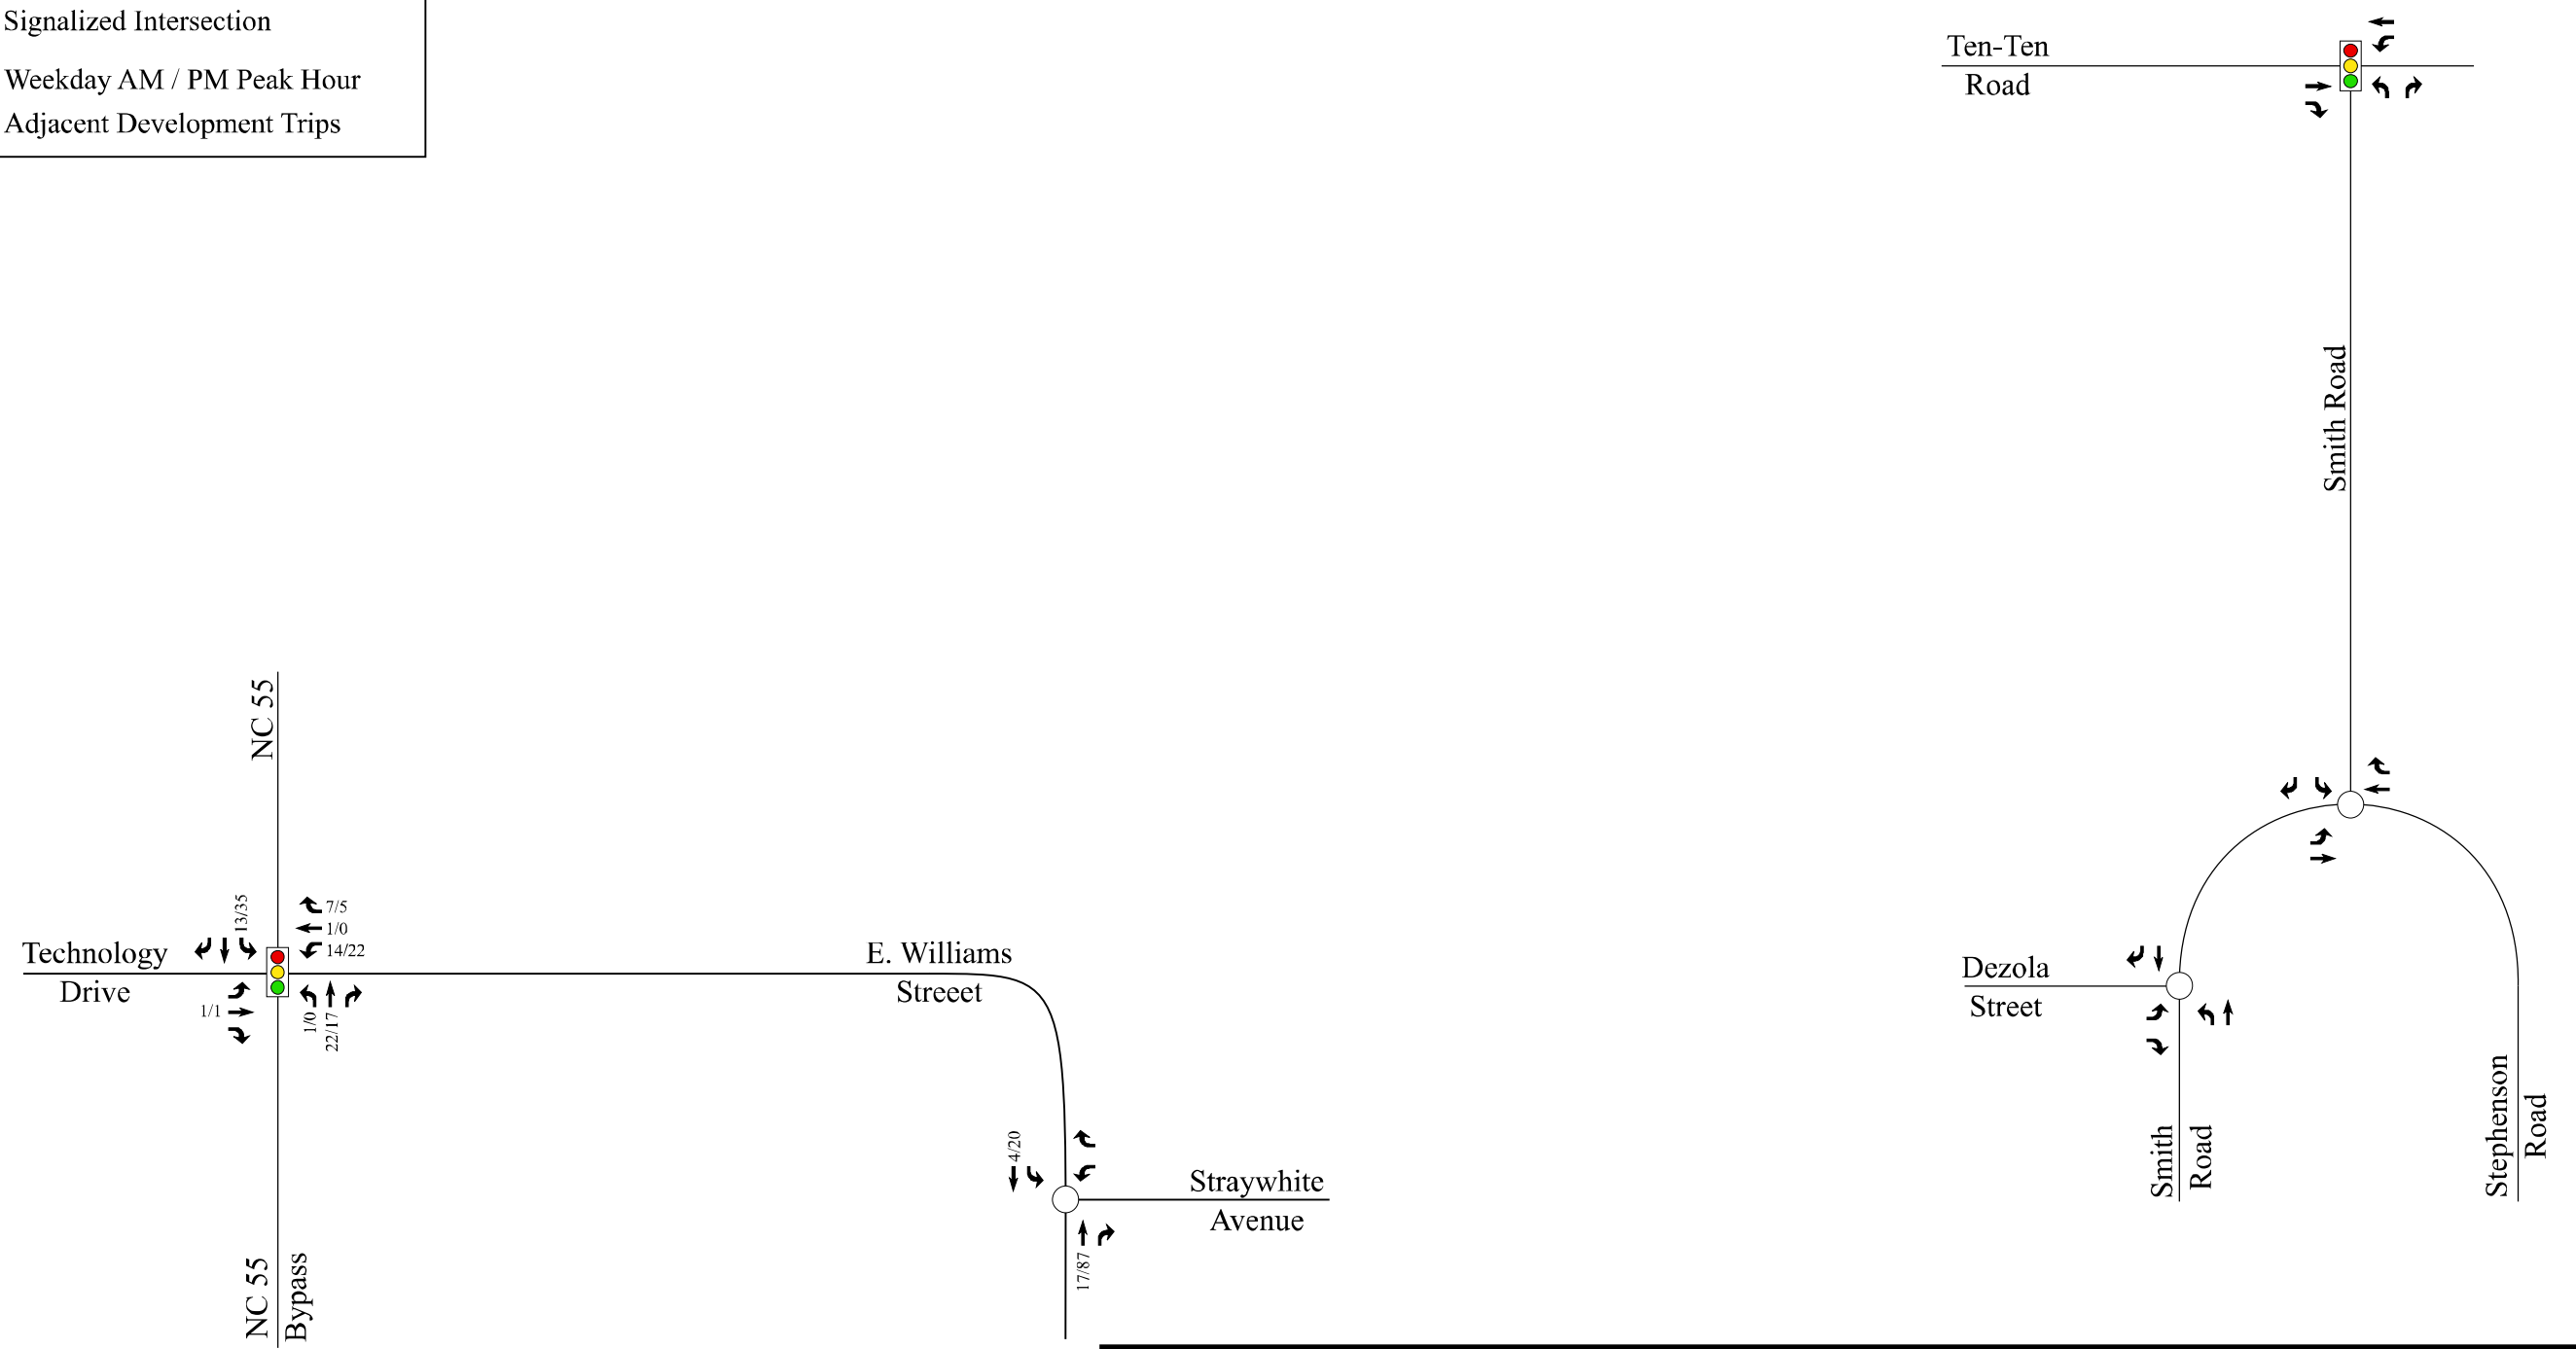 Signalized Intersection
Weekday AM / PM Peak Hour
Adjacent Development Trips
Ten-Ten
Road
Smith Road
NC 55
13/35
7/5
1/0
14/22
Technology
Drive
1/1
1/0
22/17
E. Williams
Streeet
NC 55
Bypass
4/20
17/87
Straywhite
Avenue
Dezola
Street
Smith
Road
Stephenson
Road